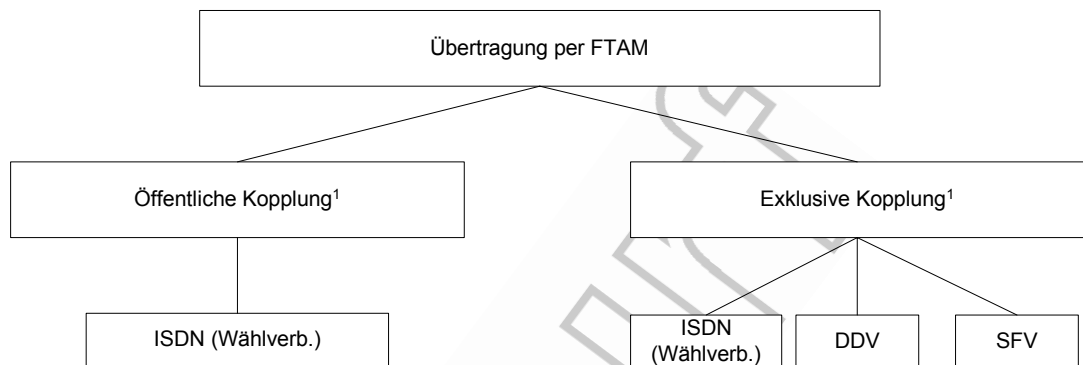 Übertragung per FTAM
Öffentliche Kopplung¹
Exklusive Kopplung¹
ISDN (Wählverb.)
ISDN
(Wählverb.)
DDV
SFV